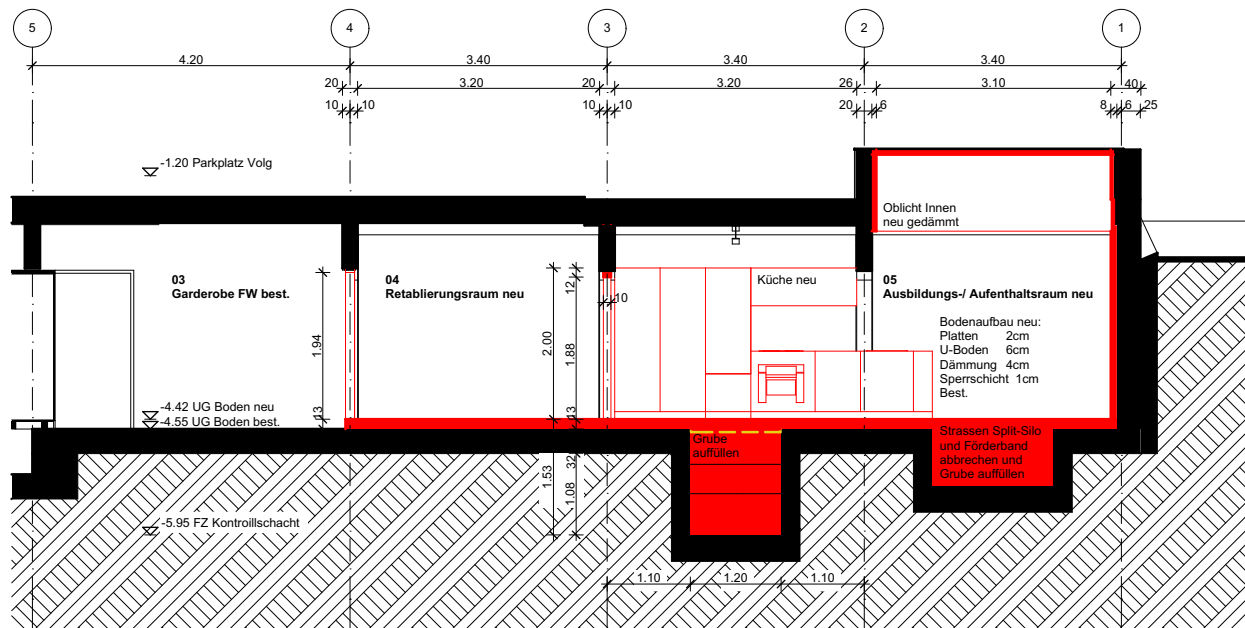 5 4 3 2 1
4.20 3.40 3.40 3.40
20 3.20 20 3.20 26 3.10 40
10 10 10 10 20 6 8 6 25
-1.20 Parkplatz Volg
Oblicht Innen
neu gedämmt
03
Garderobe FW best.
04
Retablierungsraum neu
Küche neu
05
Ausbildungs-/ Aufenthaltsraum neu
Bodenaufbau neu:
Platten 2cm
U-Boden 6cm
Dämmung 4cm
Sperrschicht 1cm
Best.
1.94
13
2.00
12
1.88
13
10
-4.42 UG Boden neu
-4.55 UG Boden best.
Grube
auffüllen
Strassen Split-Silo
und Förderband
abbrechen und
Grube auffüllen
1.53
32
1.08
-5.95 FZ Kontrollschacht
1.10 1.20 1.10